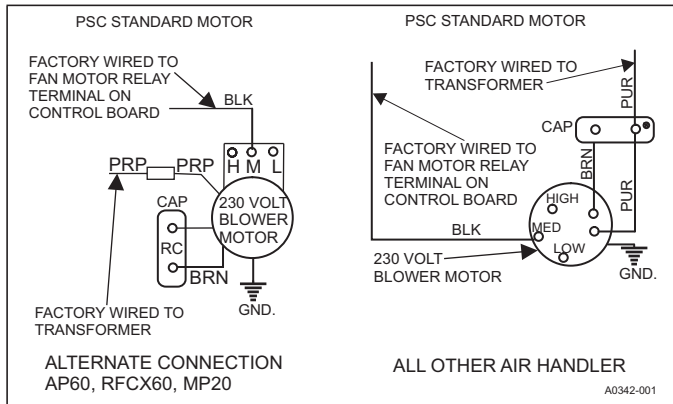 PSC STANDARD MOTOR
FACTORY WIRED TO
FAN MOTOR RELAY
TERMINAL ON
CONTROL BOARD
BLK
H M L
PRP PRP
CAP
230 VOLT
BLOWER
MOTOR
RC
BRN
GND.
FACTORY WIRED TO
TRANSFORMER
ALTERNATE CONNECTION
AP60, RFCX60, MP20
PSC STANDARD MOTOR
FACTORY WIRED TO
TRANSFORMER
PUR
CAP
FACTORY WIRED TO
FAN MOTOR RELAY
TERMINAL ON
CONTROL BOARD
BRN
PUR
HIGH
MED
LOW
BLK
230 VOLT
BLOWER MOTOR
GND.
ALL OTHER AIR HANDLER
A0342-001